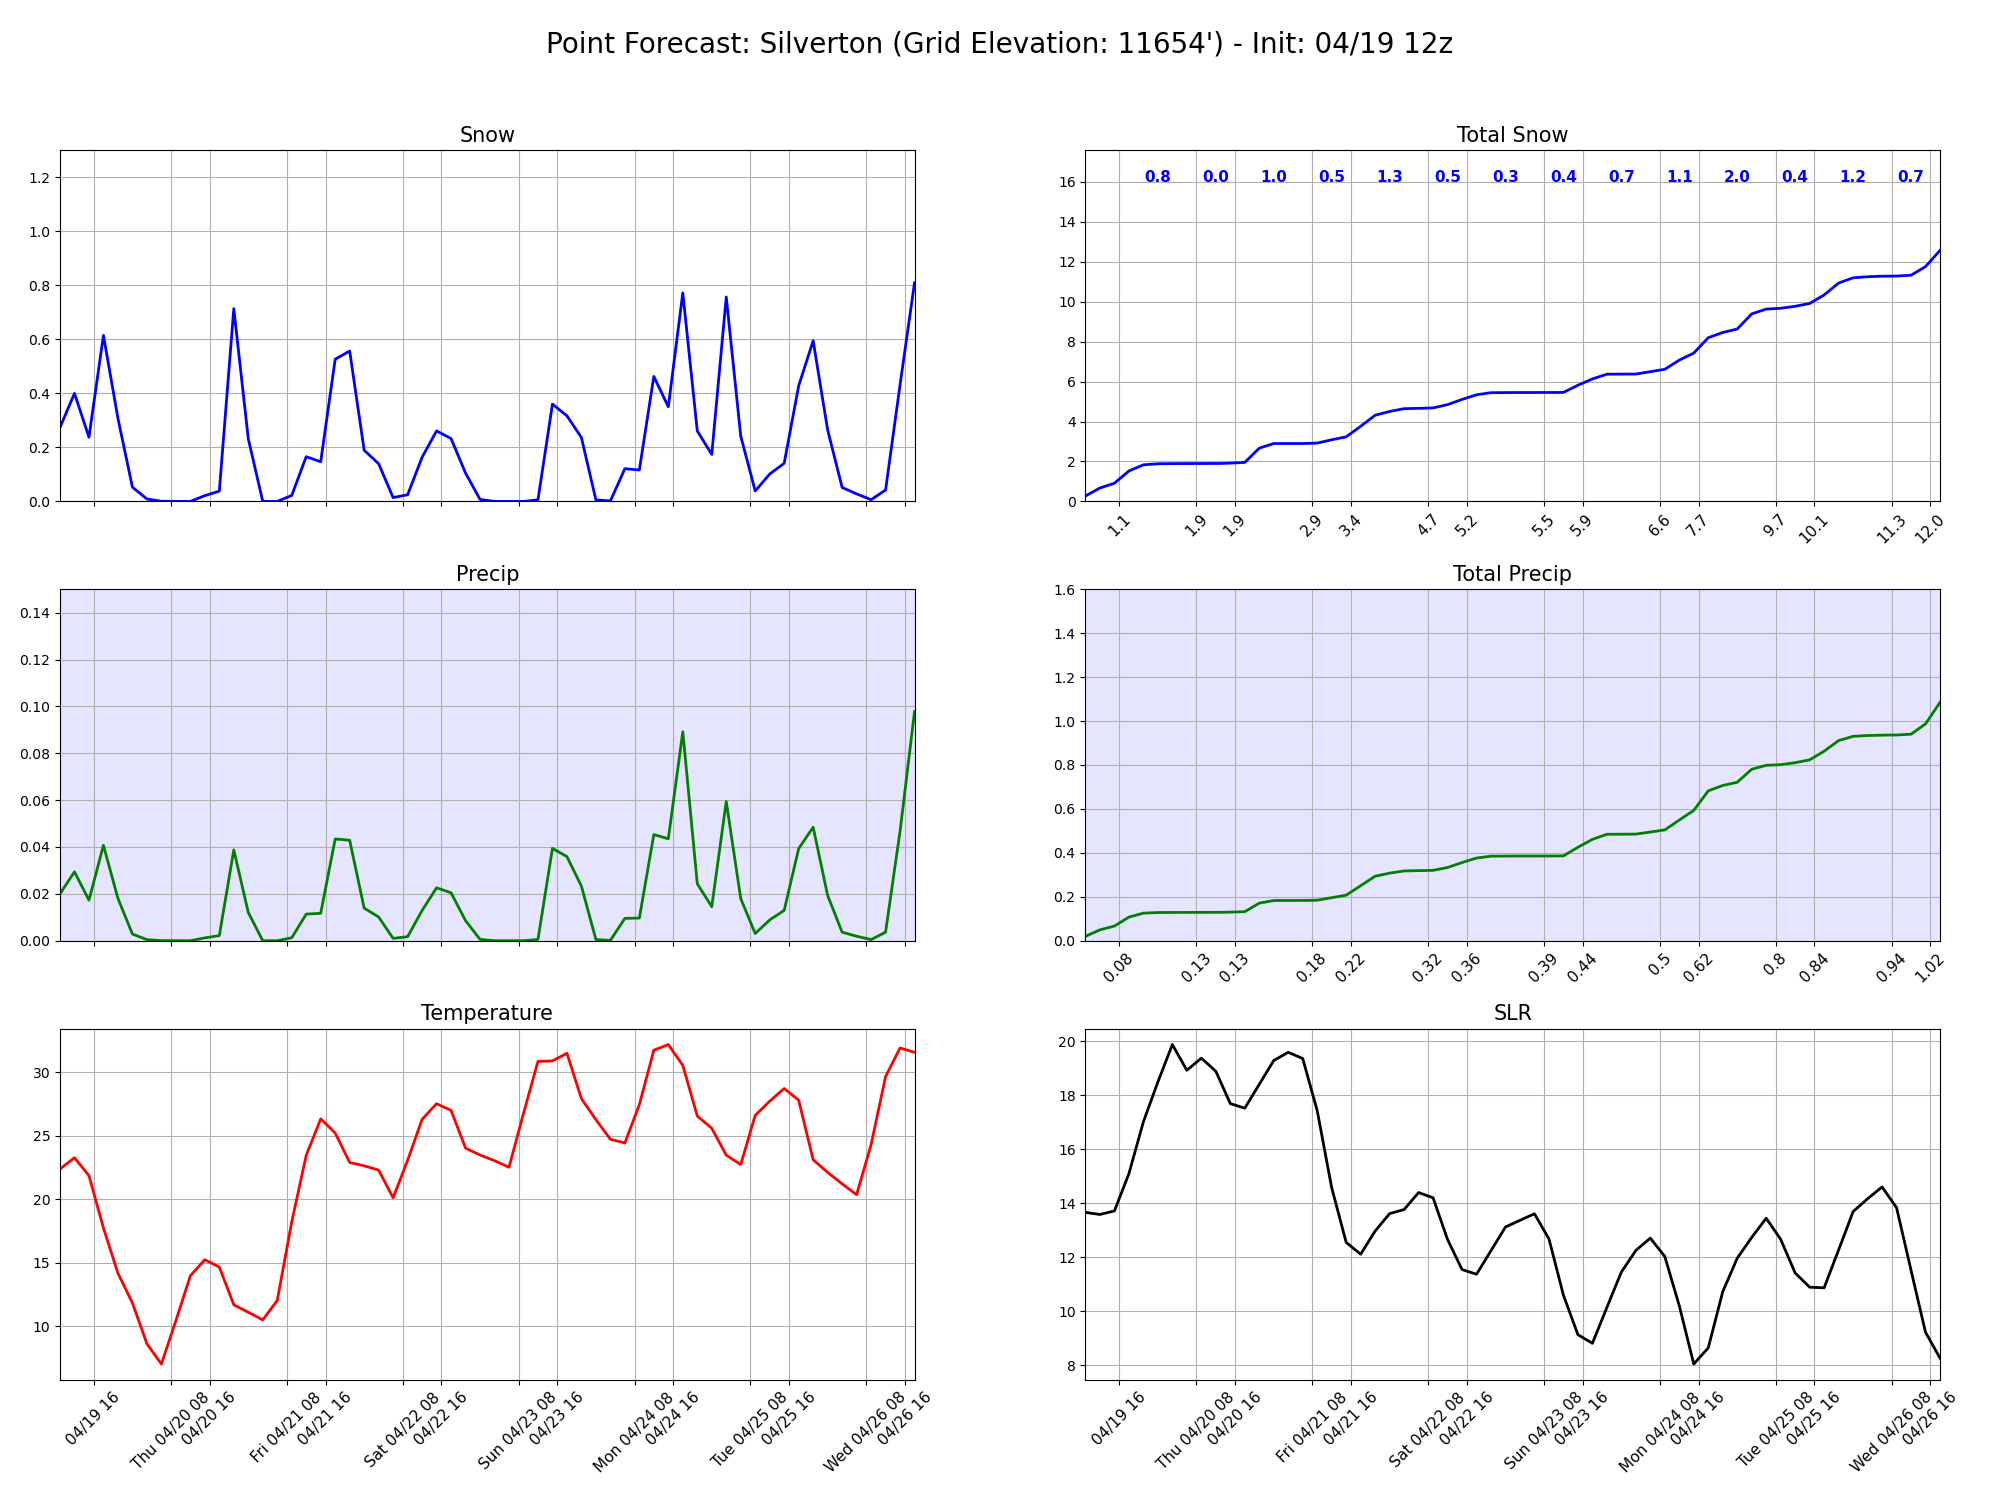 Point Forecast: Silverton (Grid Elevation: 11654') - Init: 04/19 12z
Snow
1.2
1.0
0.8
0.6
0.4
0.2
0.0
Total Snow
0.8 0.0 1.0 0.5 1.3 0.5 0.3 0.4 0.7 1.1 2.0 0.4 1.2 0.7
16
14
12
10
8
6
4
2
0
1.1 1.9 1.9 2.9 3.4 4.7 5.2 5.5 5.9 6.6 7.7 9.7 10.1 11.3 12.0
Precip
0.14
0.12
0.10
0.08
0.06
0.04
0.02
0.00
Total Precip
1.6
1.4
1.2
1.0
0.8
0.6
0.4
0.2
0.0
0.08 0.13 0.13 0.18 0.22 0.32 0.36 0.39 0.44 0.5 0.62 0.8 0.84 0.94 1.02
Temperature
30
25
20
15
10
04/19 16
Thu 04/20 08
04/20 16
Fri 04/21 08
04/21 16
Sat 04/22 08
04/22 16
Sun 04/23 08
04/23 16
Mon 04/24 08
04/24 16
Tue 04/25 08
04/25 16
Wed 04/26 08
04/26 16
SLR
20
18
16
14
12
10
8
04/19 16
Thu 04/20 08
04/20 16
Fri 04/21 08
04/21 16
Sat 04/22 08
04/22 16
Sun 04/23 08
04/23 16
Mon 04/24 08
04/24 16
Tue 04/25 08
04/25 16
Wed 04/26 08
04/26 16